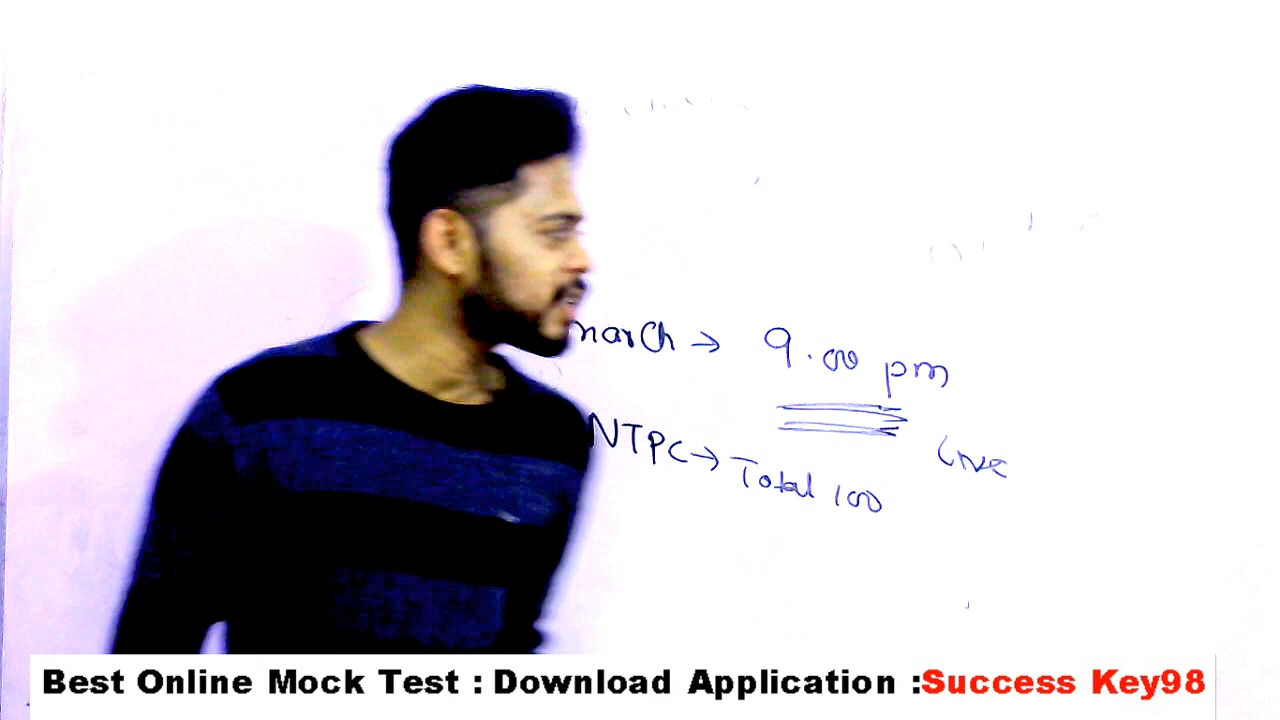 march → 9.00 pm
Live
NTPC → Total 100
Best Online Mock Test : Download Application :Success Key98